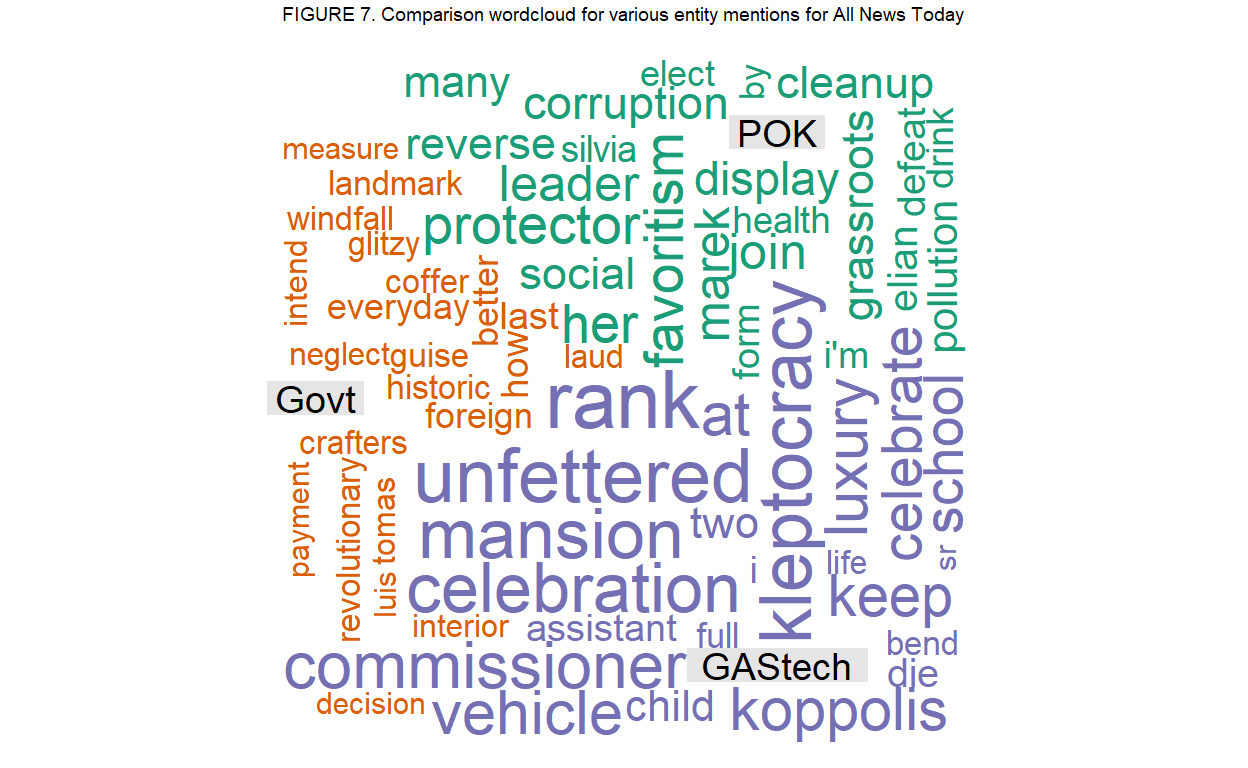 FIGURE 7. Comparison wordcloud for various entity mentions for All News Today
many
elect
by
cleanup
corruption
POK
measure
reverse
silvia
favoritism
grassroots
elian
defeat
pollution
drink
landmark
leader
display
windfall
protector
marek
health
glitzy
join
intend
coffer
better
social
everyday
last
her
form
kleptocracy
neglect
guise
how
laud
i'm
celebrate
Govt
historic
rank
at
luxury
school
foreign
crafters
unfettered
payment
revolutionary
luis
tomas
mansion
two
i
life
sr
celebration
keep
interior
assistant
full
bend
commissioner
GAStech
dje
decision
vehicle
child
koppolis